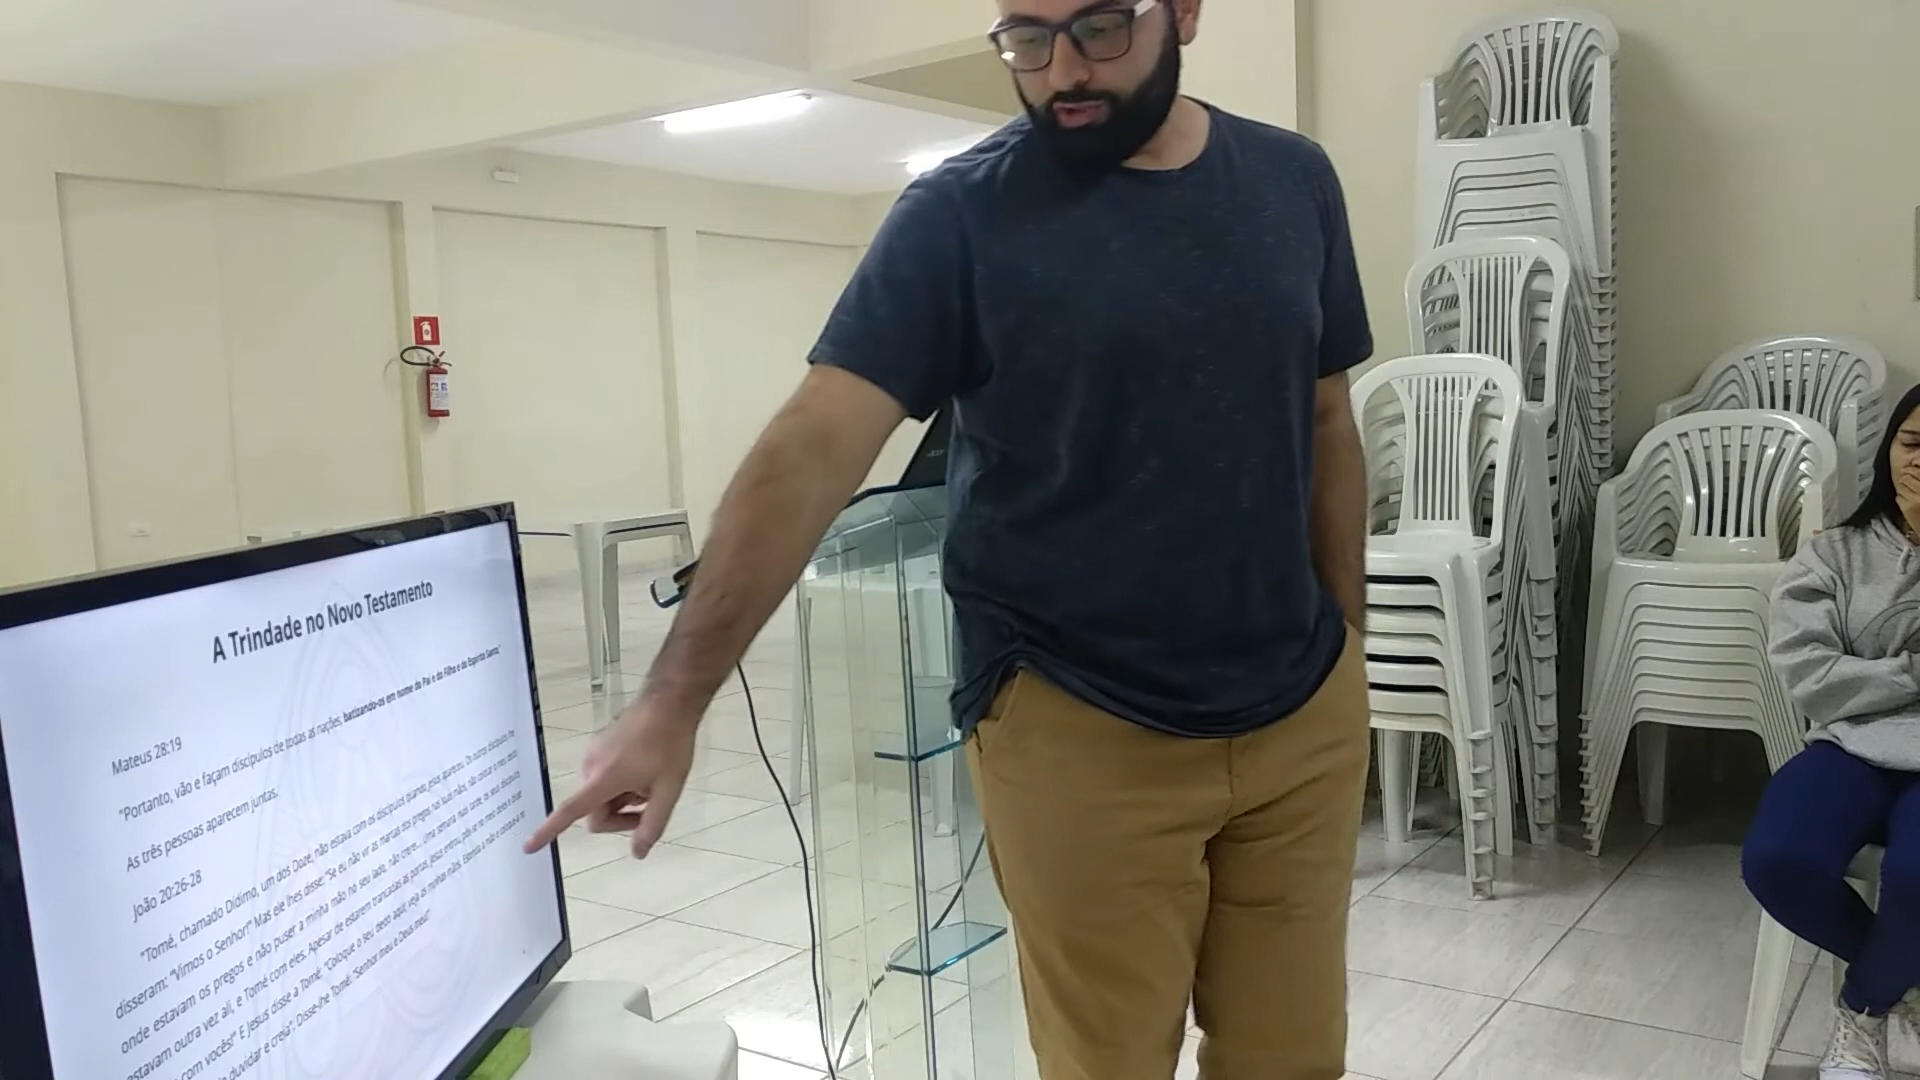 A Trindade no Novo Testamento
Mateus 28:19
"Portanto, vão e façam discípulos de todas as nações, batizando-os em nome do Pai e do Filho e do Espírito Santo,"
As três pessoas aparecem juntas.
João 20:26-28
"Tomé, chamado Dídimo, um dos Doze, não estava com os discípulos quando Jesus apareceu. Os outros discípulos lhe
disseram: "Vimos o Senhor!" Mas ele lhes disse: "Se eu não vir as marcas dos pregos nas suas mãos, não colocar o meu dedo
onde estavam os pregos e não puser a minha mão no seu lado, não crerei... Uma semana mais tarde, os seus discípulos
estavam outra vez ali, e Tomé com eles. Apesar de estarem trancadas as portas, Jesus entrou, pôs-se no meio deles e disse:
com vocês!" E Jesus disse a Tomé: "Coloque o seu dedo aqui; veja as minhas mãos. Estenda a mão e coloque-a no
duvidar e creia". Disse-lhe Tomé: "Senhor meu e Deus meu!"
acer